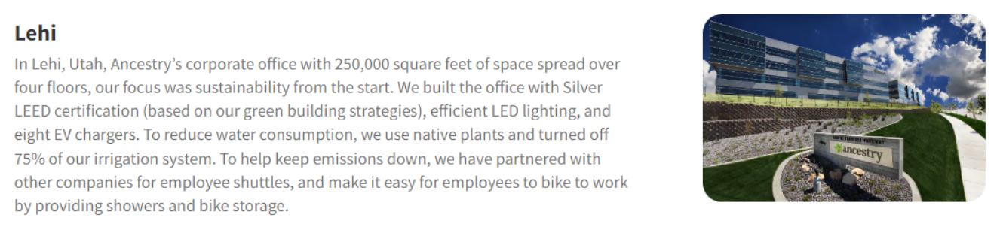 Lehi
In Lehi, Utah, Ancestry’s corporate office with 250,000 square feet of space spread over
four floors, our focus was sustainability from the start. We built the office with Silver
LEED certification (based on our green building strategies), efficient LED lighting, and
eight EV chargers. To reduce water consumption, we use native plants and turned off
75% of our irrigation system. To help keep emissions down, we have partnered with
other companies for employee shuttles, and make it easy for employees to bike to work
by providing showers and bike storage.
ancestry